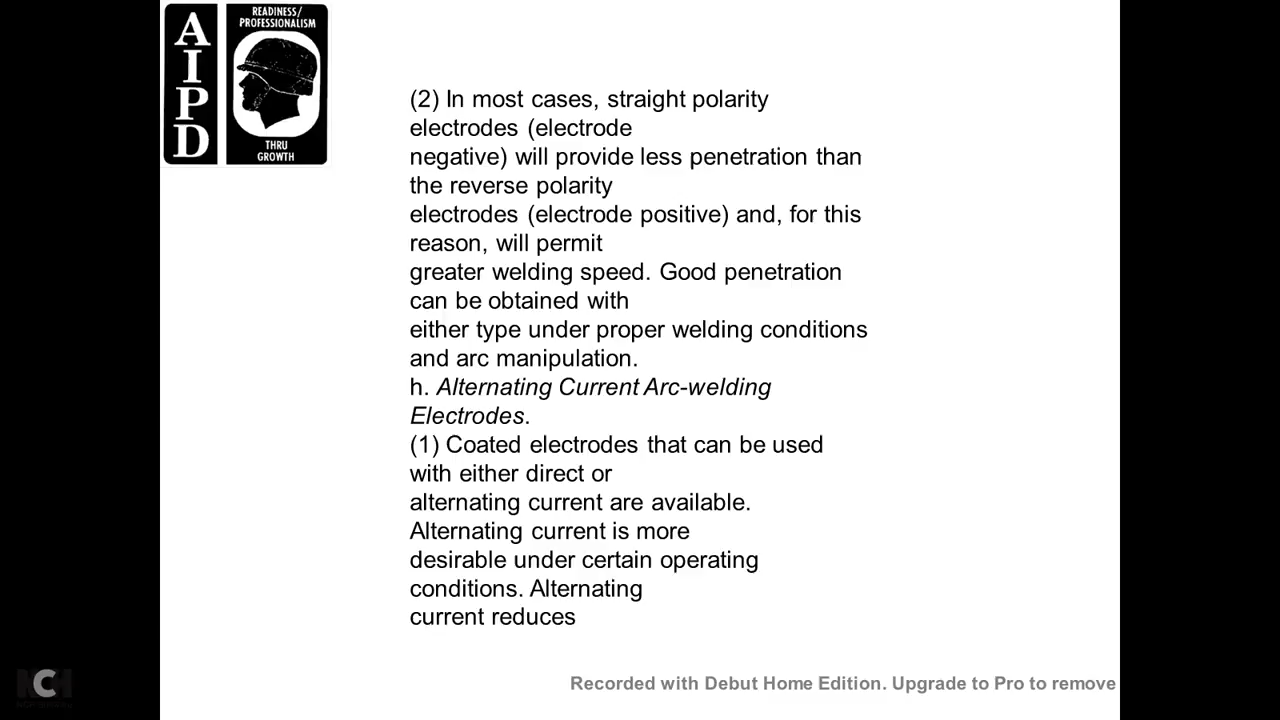 AIPD
READINESS/
PROFESSIONALISM
THRU
GROWTH
(2) In most cases, straight polarity
electrodes (electrode
negative) will provide less penetration than
the reverse polarity
electrodes (electrode positive) and, for this
reason, will permit
greater welding speed. Good penetration
can be obtained with
either type under proper welding conditions
and arc manipulation.
h. Alternating Current Arc-welding
Electrodes.
(1) Coated electrodes that can be used
with either direct or
alternating current are available.
Alternating current is more
desirable under certain operating
conditions. Alternating
current reduces
Recorded with Debut Home Edition. Upgrade to Pro to remove